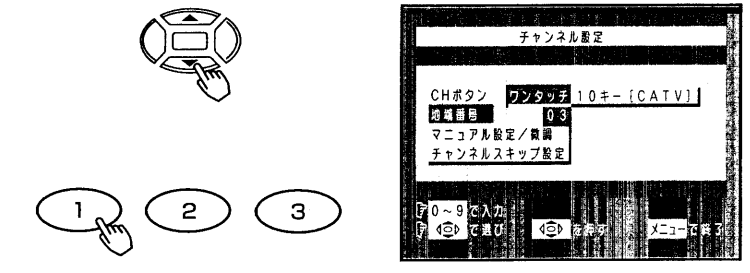 チャンネル設定
CHボタン ワンタッチ 10キー [CATV]
地域番号 03
マニュアル設定/微調
チャンネルスキップ設定
1 2 3
0~9で入力
で選び を押す メニューで終了